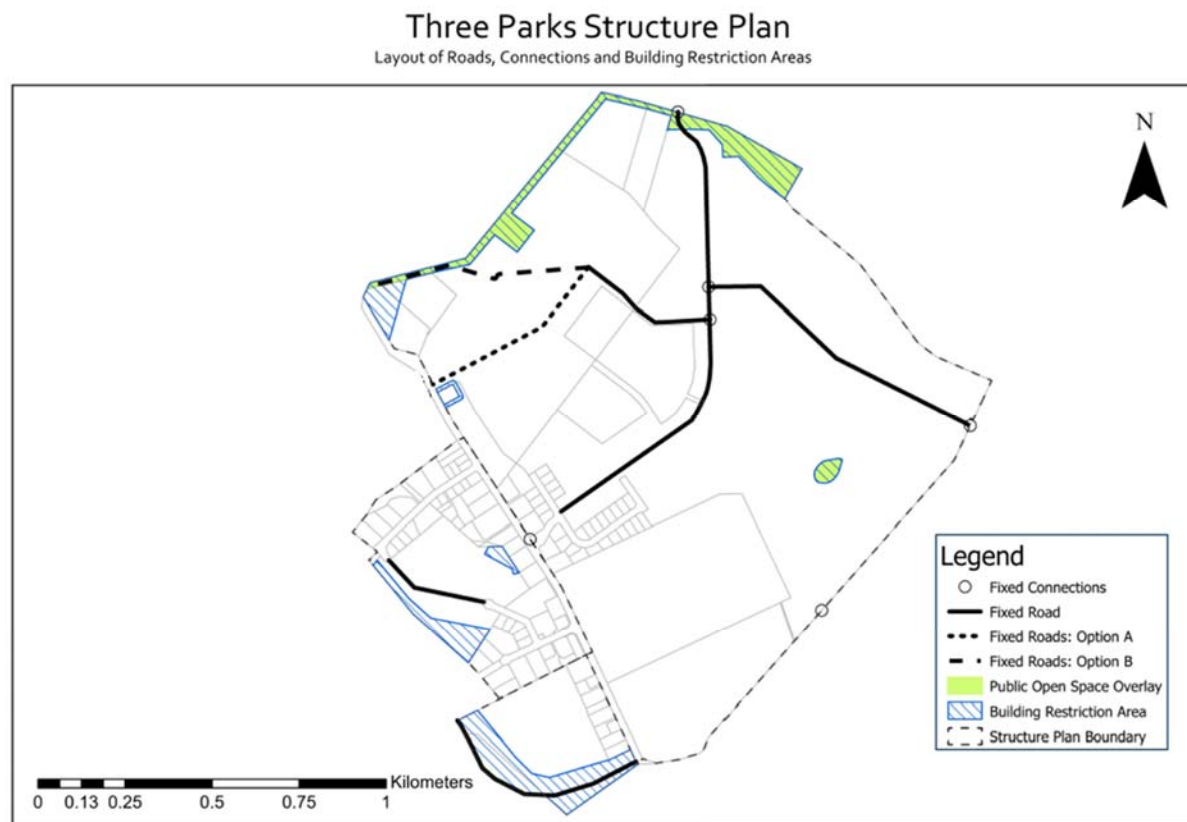 Three Parks Structure Plan
Layout of Roads, Connections and Building Restriction Areas
N
Legend
Fixed Connections
Fixed Road
Fixed Roads: Option A
Fixed Roads: Option B
Public Open Space Overlay
Building Restriction Area
Structure Plan Boundary
Kilometers
0 0.13 0.25 0.5 0.75 1